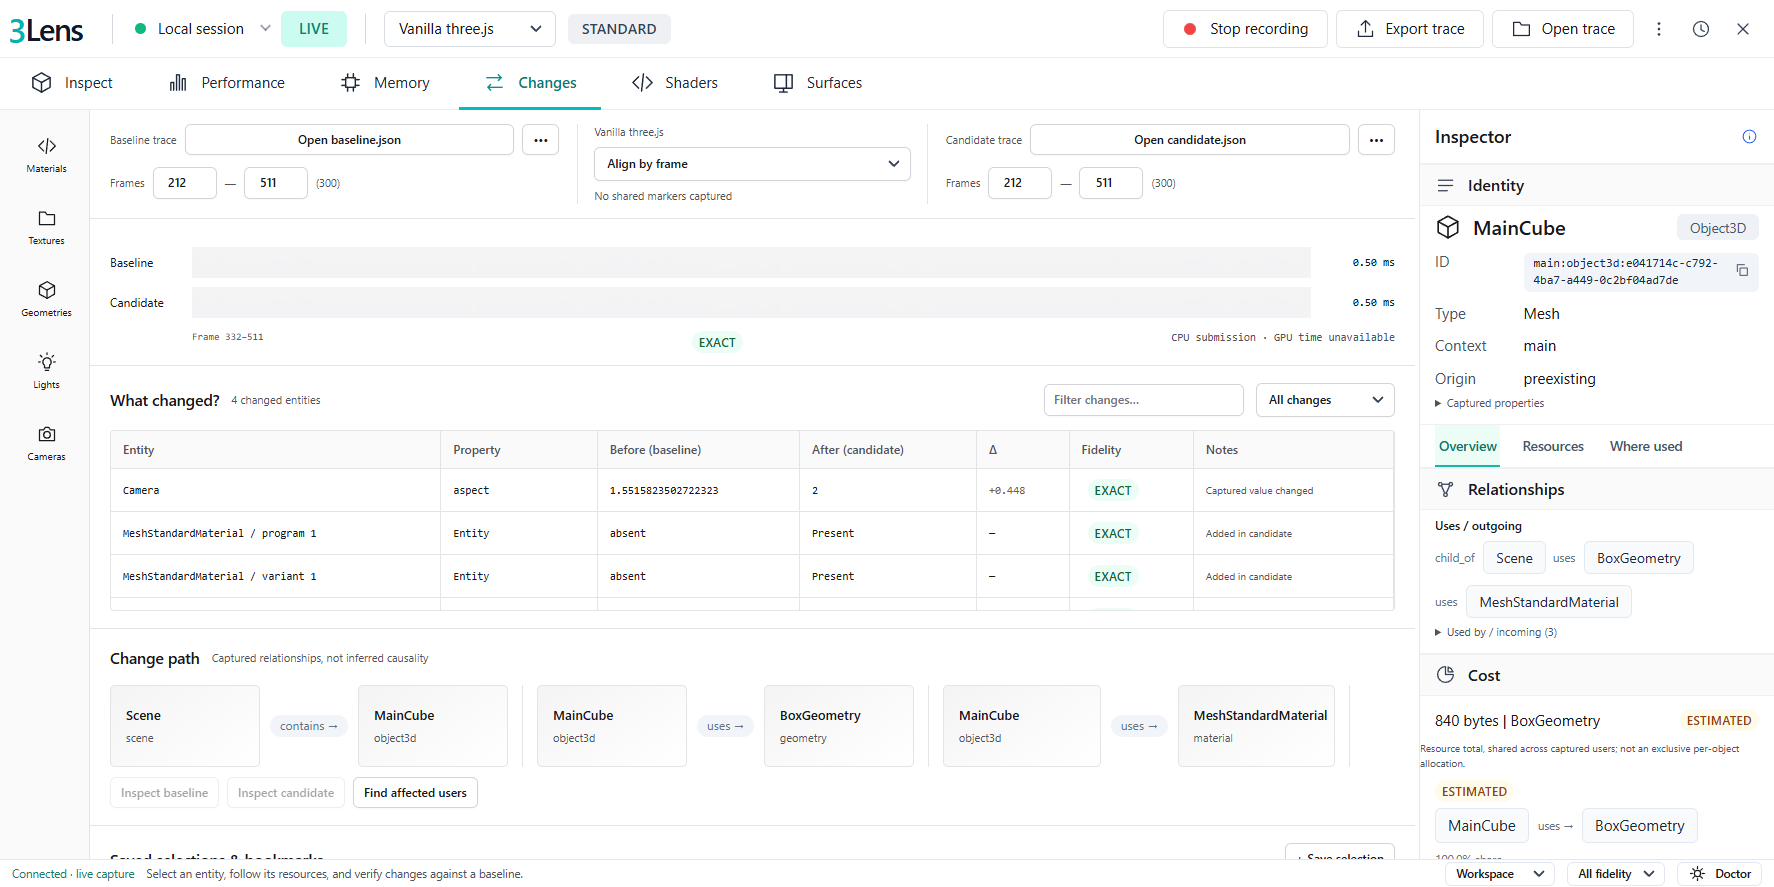 3Lens
Local session
LIVE
Vanilla three.js
STANDARD
Stop recording
Export trace
Open trace
Inspect
Performance
Memory
Changes
Shaders
Surfaces
Materials
Textures
Geometries
Lights
Cameras
Baseline trace
Open baseline.json
...
Frames
212
—
511
(300)
Vanilla three.js
Align by frame
No shared markers captured
Candidate trace
Open candidate.json
...
Frames
212
—
511
(300)
Baseline
0.50 ms
Candidate
0.50 ms
Frame 332–511
EXACT
CPU submission · GPU time unavailable
What changed?
4 changed entities
Filter changes...
All changes
Entity
Property
Before (baseline)
After (candidate)
Δ
Fidelity
Notes
Camera
aspect
1.5515823502722323
2
+0.448
EXACT
Captured value changed
MeshStandardMaterial / program 1
Entity
absent
Present
—
EXACT
Added in candidate
MeshStandardMaterial / variant 1
Entity
absent
Present
—
EXACT
Added in candidate
Change path
Captured relationships, not inferred causality
Scene
scene
contains →
MainCube
object3d
MainCube
object3d
uses →
BoxGeometry
geometry
MainCube
object3d
uses →
MeshStandardMaterial
material
Inspect baseline
Inspect candidate
Find affected users
Saved selections & bookmarks
+ Save selection
Inspector
Identity
MainCube
Object3D
ID
main:object3d:e041714c-c792-
4ba7-a449-0c2bf04ad7de
Type
Mesh
Context
main
Origin
preexisting
▶ Captured properties
Overview
Resources
Where used
Relationships
Uses / outgoing
child_of
Scene
uses
BoxGeometry
uses
MeshStandardMaterial
▶ Used by / incoming (3)
Cost
840 bytes | BoxGeometry
ESTIMATED
Resource total, shared across captured users; not an exclusive per-object
allocation.
ESTIMATED
MainCube
uses →
BoxGeometry
100.0% share
Connected · live capture
Select an entity, follow its resources, and verify changes against a baseline.
Workspace
All fidelity
Doctor